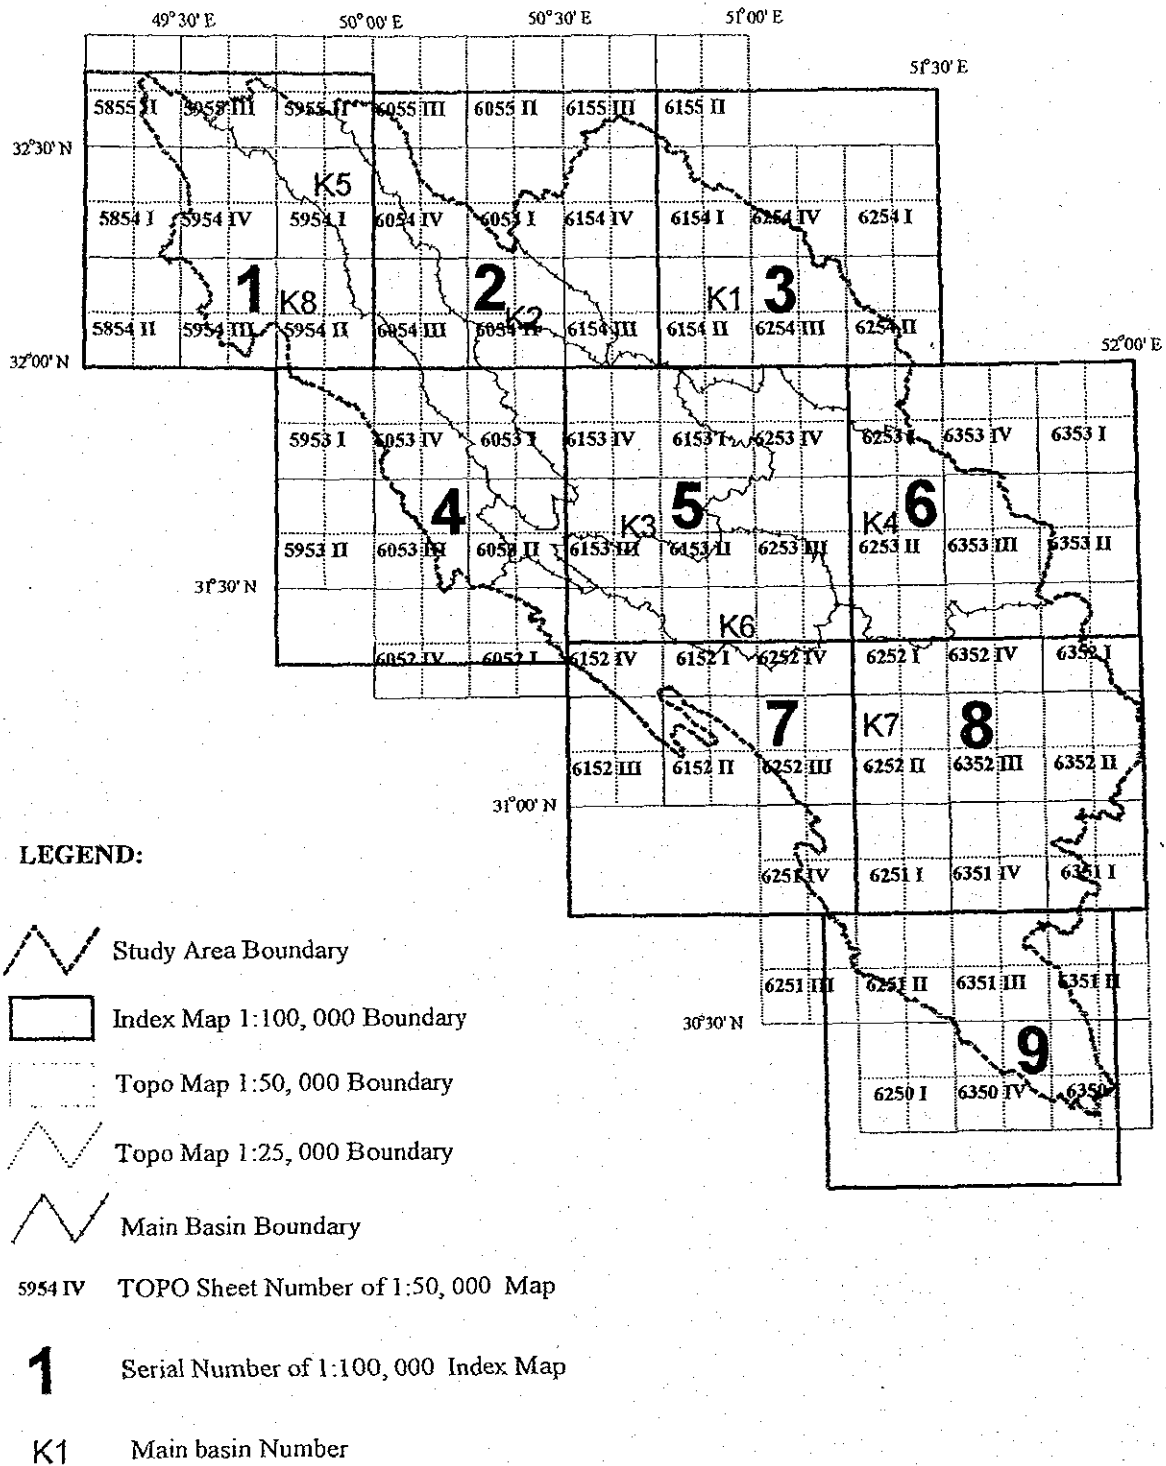 49°30' E 50°00' E 50°30' E 51°00' E
51°30' E
5855 II 5955 III 5955 II 6055 III 6055 II 6155 III 6155 II
32°30' N
K5
5854 I 5954 IV 5954 I 6054 IV 6054 I 6154 IV 6154 I 6254 IV 6254 I
1 2 3
K8 K2 K1
5854 II 5954 III 5954 II 6054 III 6054 II 6154 III 6154 II 6254 III 6254 II
52°00' E
32°00' N
5953 I 6053 IV 6053 I 6153 IV 6153 I 6253 IV 6253 I 6353 IV 6353 I
4 5 6
K3 K4
5953 II 6053 III 6053 II 6153 III 6153 II 6253 III 6253 II 6353 III 6353 II
31°30' N
K6
6052 IV 6052 I 6152 IV 6152 I 6252 IV 6252 I 6352 IV 6352 I
7 K7 8
6152 III 6152 II 6252 III 6252 II 6352 III 6352 II
31°00' N
6251 IV 6251 I 6351 IV 6351 I
6251 III 6251 II 6351 III 6351 II
30°30' N
9
6250 I 6350 IV 6350 I
LEGEND:
Study Area Boundary
Index Map 1:100, 000 Boundary
Topo Map 1:50, 000 Boundary
Topo Map 1:25, 000 Boundary
Main Basin Boundary
5954 IV TOPO Sheet Number of 1:50, 000 Map
1 Serial Number of 1:100, 000 Index Map
K1 Main basin Number